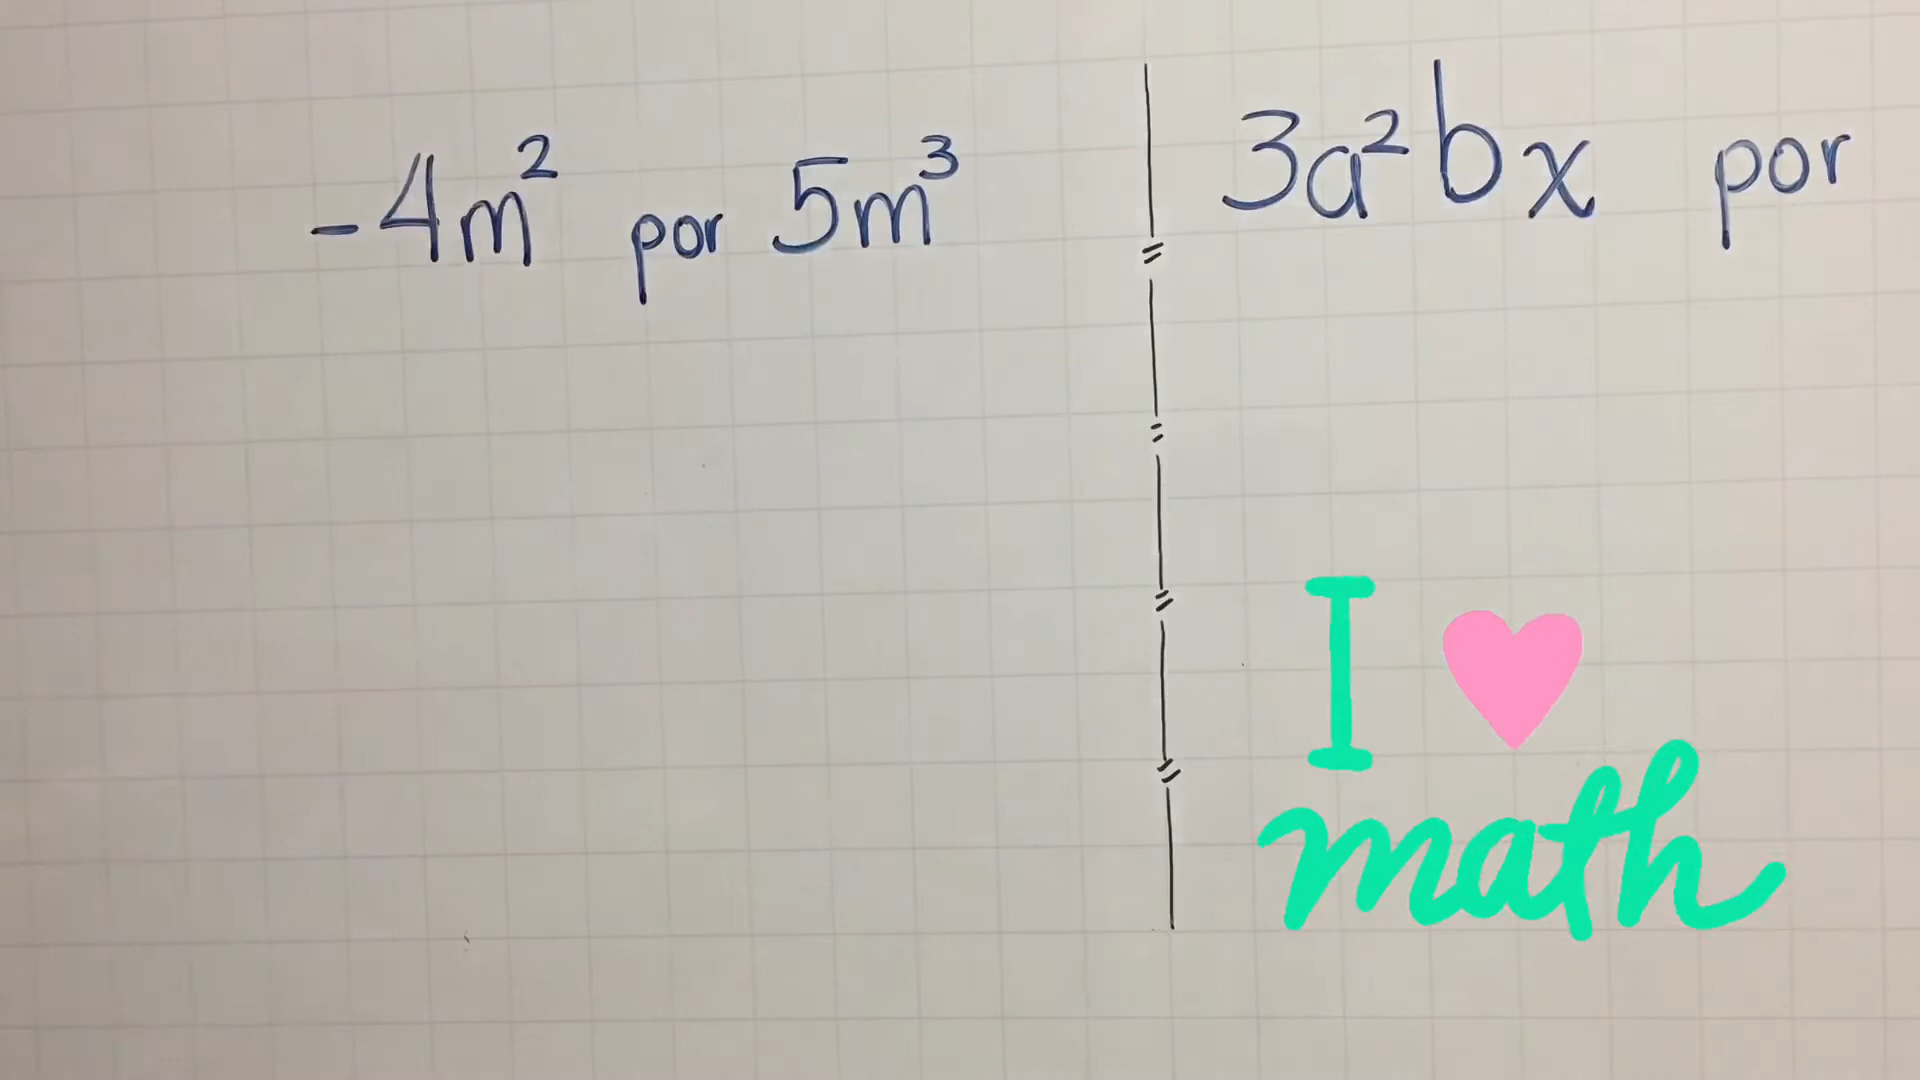 -4m² por 5m³
3a²bx por
I ♥
math